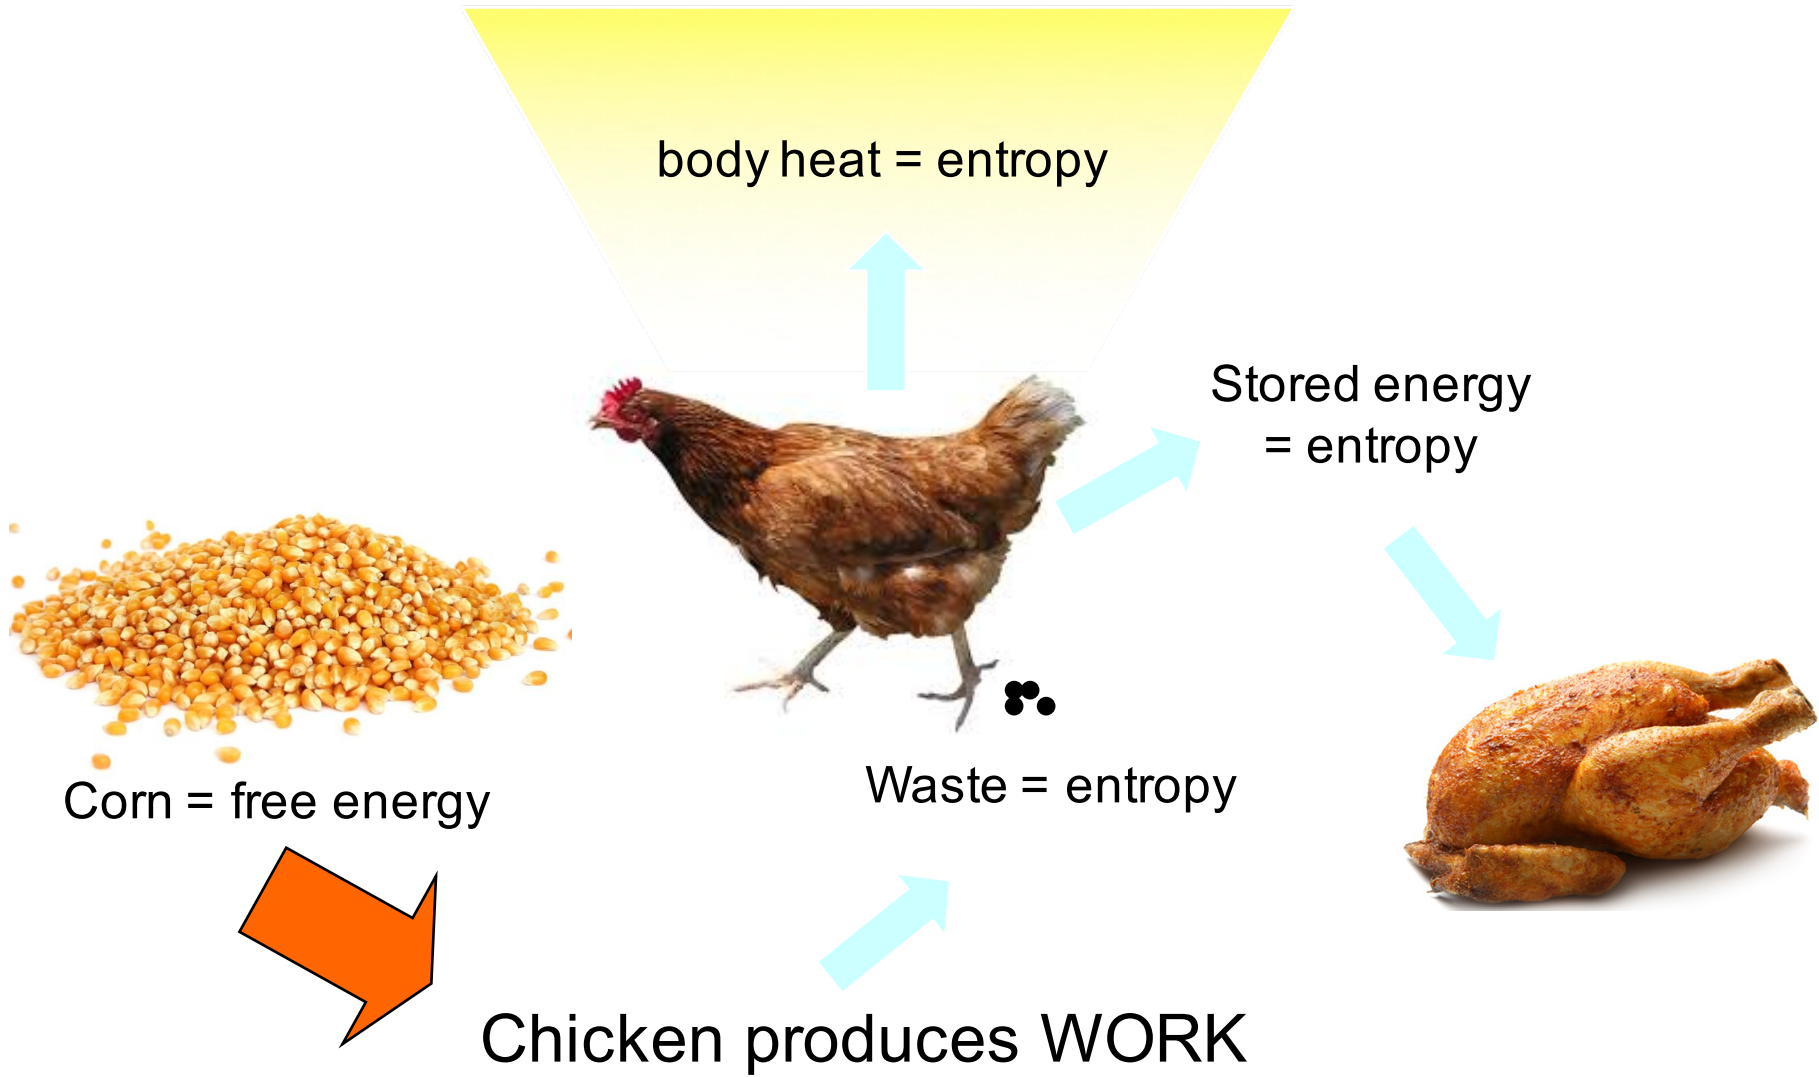 body heat = entropy
Stored energy
= entropy
Corn = free energy
Waste = entropy
Chicken produces WORK